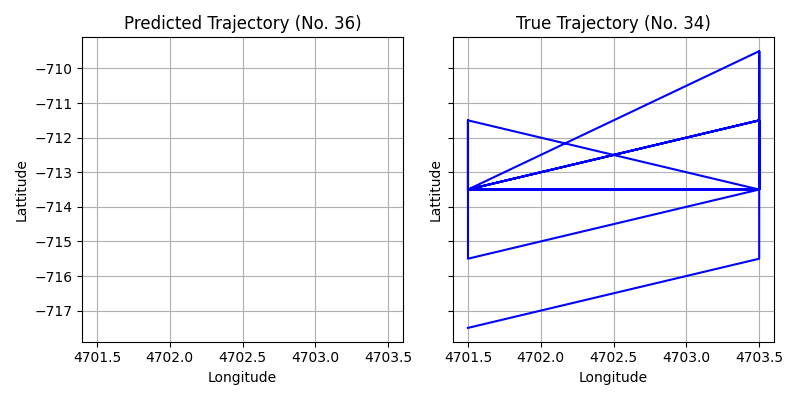 Predicted Trajectory (No. 36)
−710
−711
−712
−713
−714
−715
−716
−717
Lattitude
4701.5 4702.0 4702.5 4703.0 4703.5
Longitude
True Trajectory (No. 34)
Lattitude
4701.5 4702.0 4702.5 4703.0 4703.5
Longitude